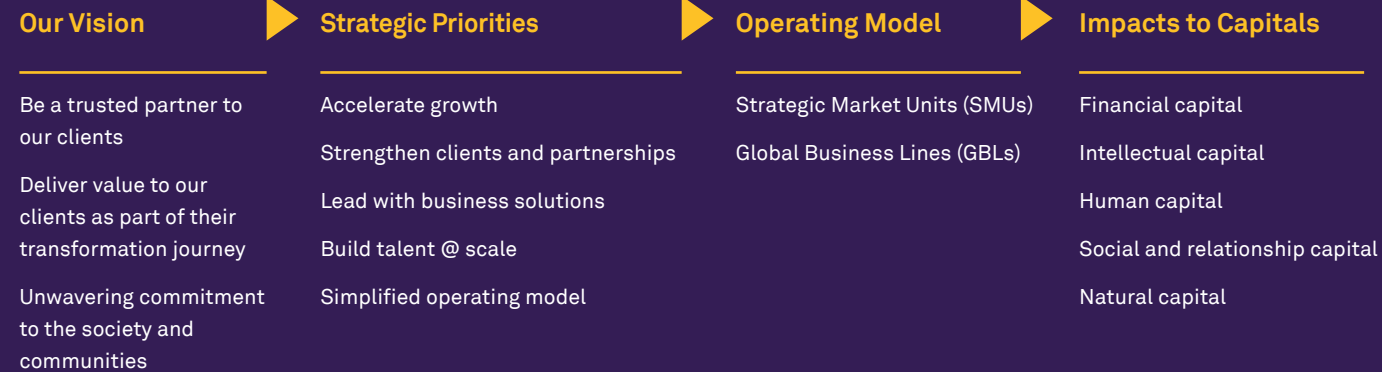 Our Vision
Be a trusted partner to
our clients
Deliver value to our
clients as part of their
transformation journey
Unwavering commitment
to the society and
communities
Strategic Priorities
Accelerate growth
Strengthen clients and partnerships
Lead with business solutions
Build talent @ scale
Simplified operating model
Operating Model
Strategic Market Units (SMUs)
Global Business Lines (GBLs)
Impacts to Capitals
Financial capital
Intellectual capital
Human capital
Social and relationship capital
Natural capital